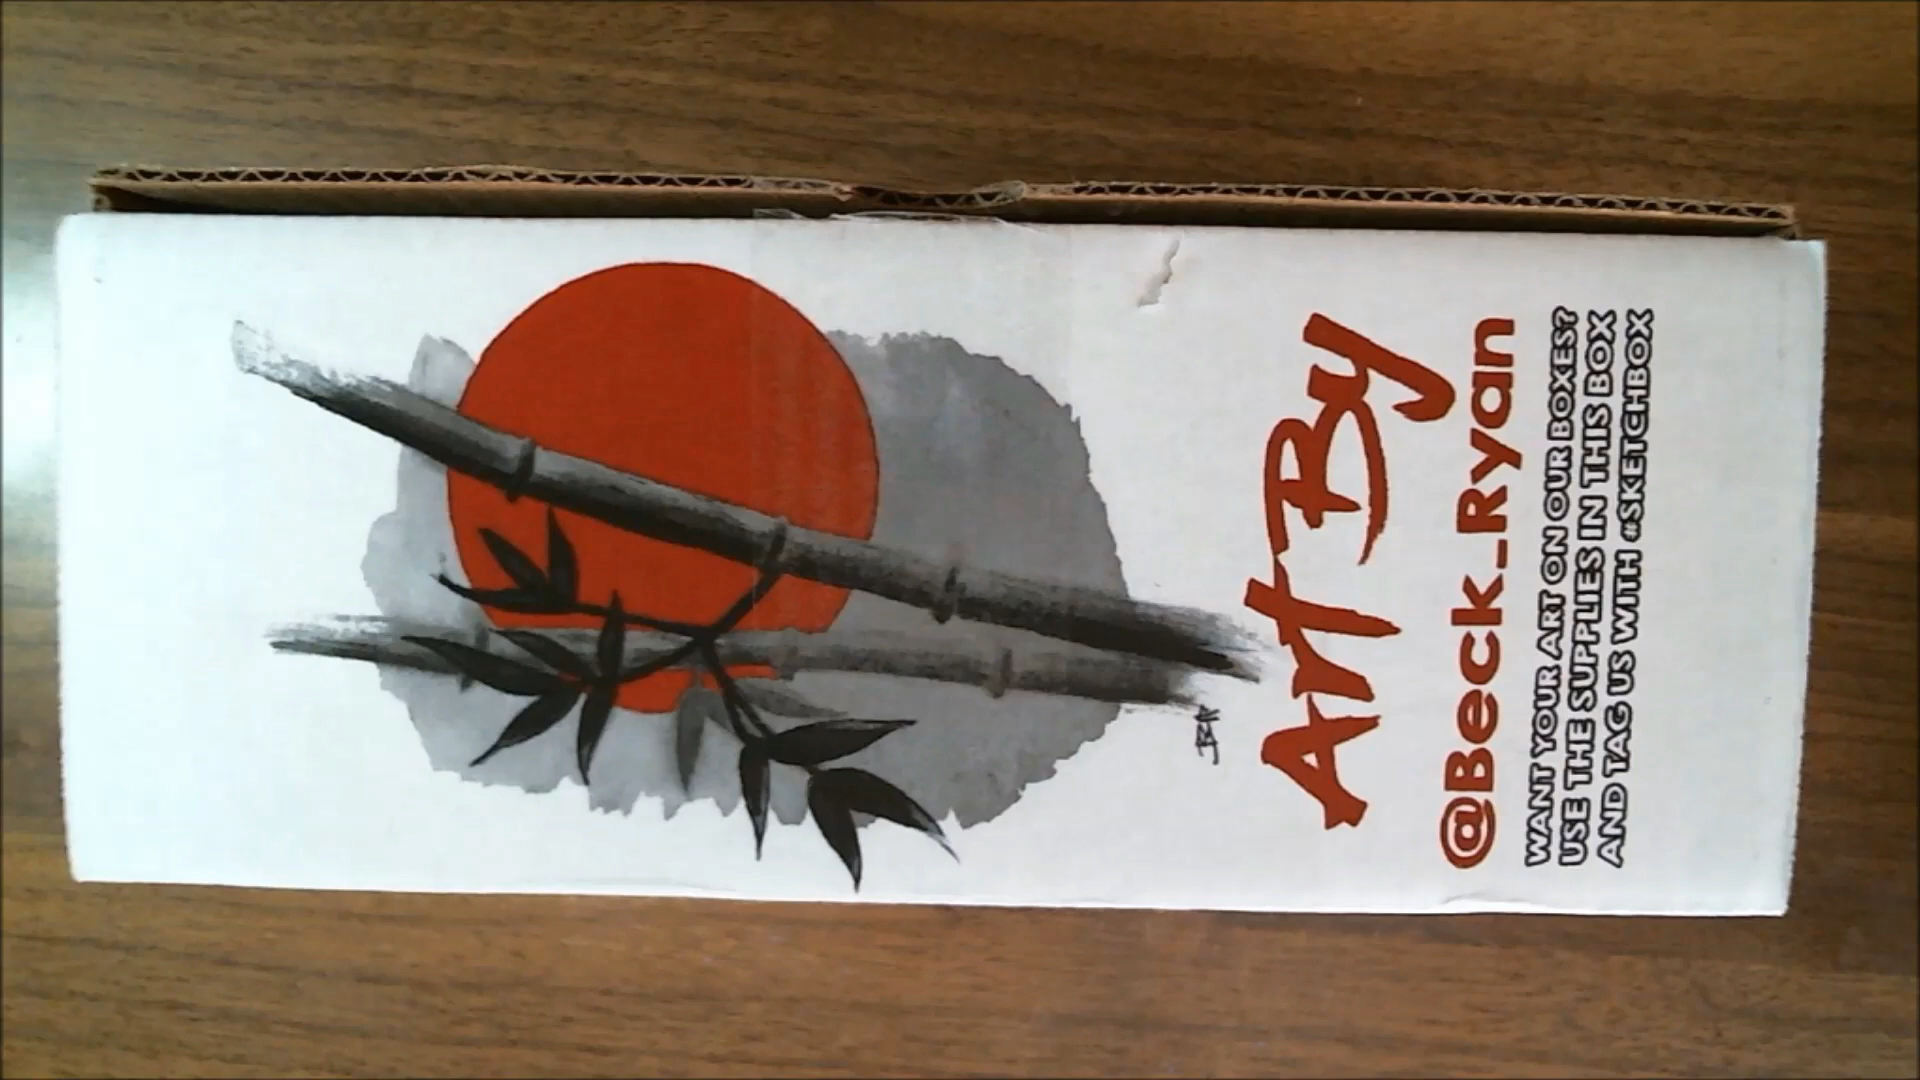 Art By
@Beck_Ryan
WANT YOUR ART ON OUR BOXES?
USE THE SUPPLIES IN THIS BOX
AND TAG US WITH #SKETCHBOX